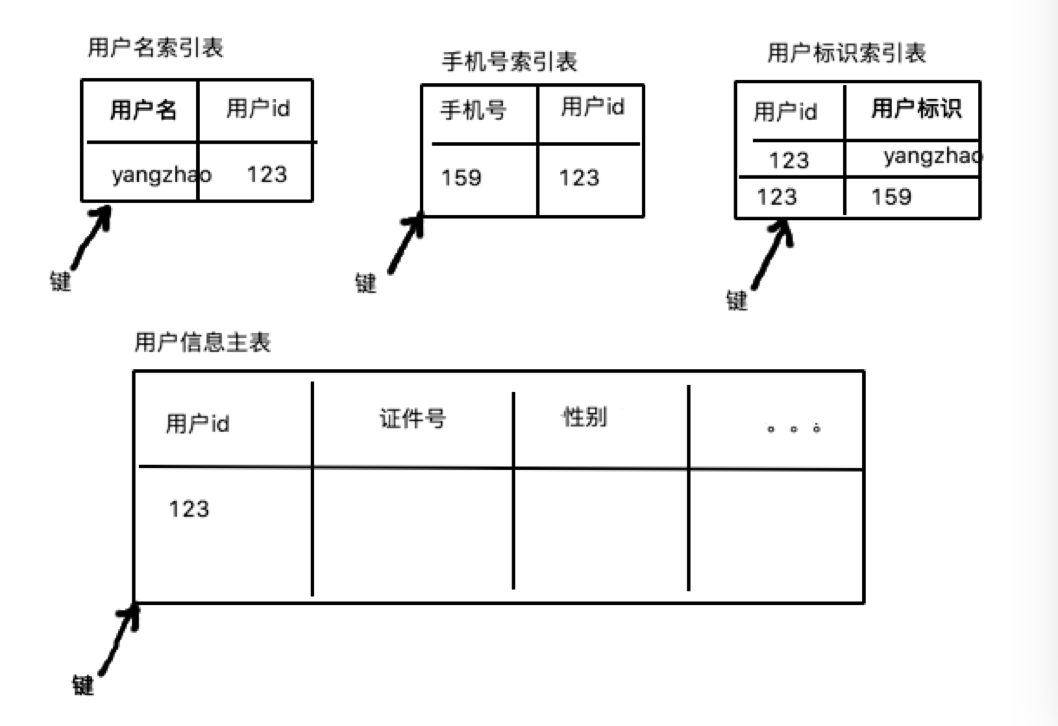 用户名索引表
用户名 用户id
yangzhao 123
键
手机号索引表
手机号 用户id
159 123
键
用户标识索引表
用户id 用户标识
123 yangzhao
123 159
键
用户信息主表
用户id 证件号 性别 。。。
123
键